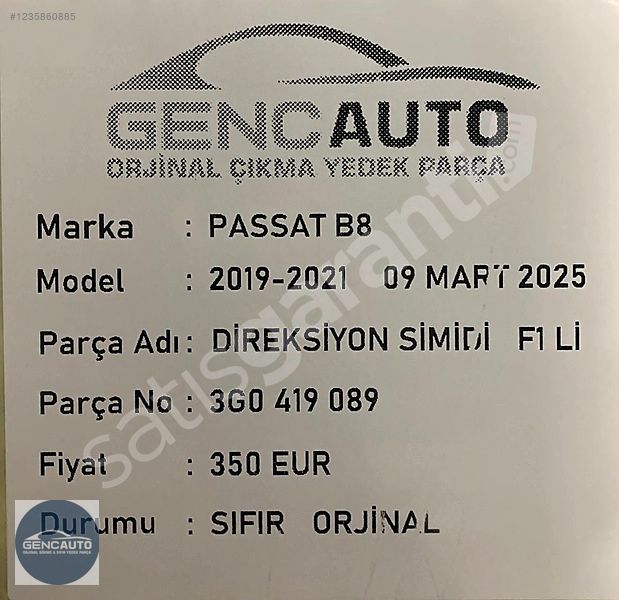 #1235860885
GENCAUTO
ORJİNAL ÇIKMA YEDEK PARÇA
Marka : PASSAT B8
Model : 2019-2021 09 MART 2025
Parça Adı : DİREKSİYON SİMİDİ F1 Lİ
Parça No : 3G0 419 089
Fiyat : 350 EUR
Durumu : SIFIR ORJİNAL
satısgaranti.com
GENCAUTO